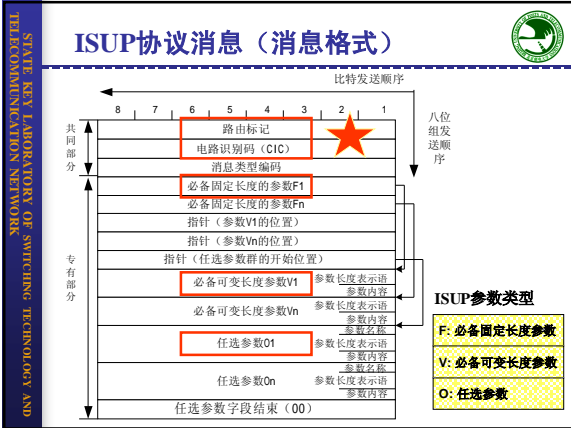 STATE KEY LABORATORY OF SWITCHING TECHNOLOGY AND
TELECOMMUNICATION NETWORK
ISUP协议消息（消息格式）
比特发送顺序
8 7 6 5 4 3 2 1
八位组发送顺序
共同部分
路由标记
电路识别码（CIC）
消息类型编码
专有部分
必备固定长度的参数F1
必备固定长度的参数Fn
指针（参数V1的位置）
指针（参数Vn的位置）
指针（任选参数群的开始位置）
必备可变长度参数V1
参数长度表示语
参数内容
必备可变长度参数Vn
参数长度表示语
参数内容
任选参数O1
参数名称
参数长度表示语
参数内容
任选参数0n
参数名称
参数长度表示语
参数内容
任选参数字段结束（00）
ISUP参数类型
F: 必备固定长度参数
V: 必备可变长度参数
O: 任选参数